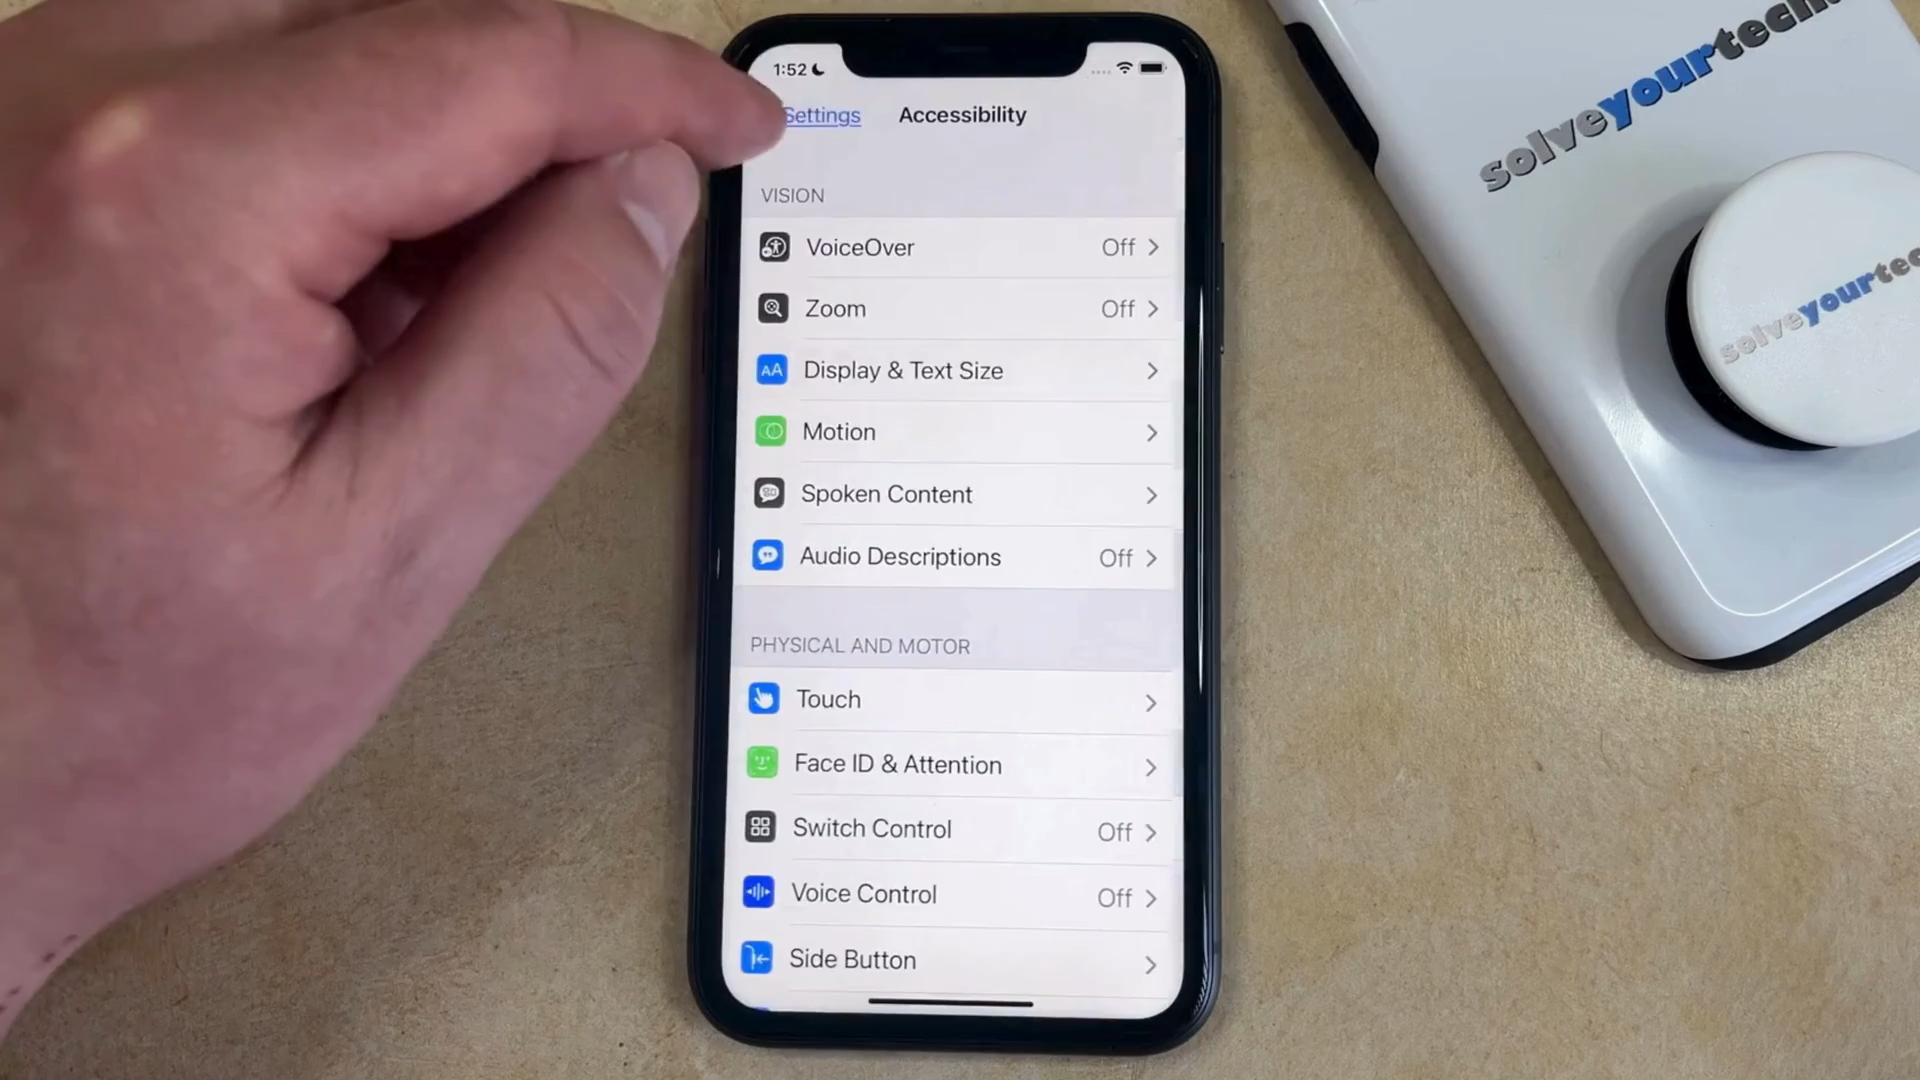 1:52
Settings Accessibility
VISION
VoiceOver Off
Zoom Off
Display & Text Size
Motion
Spoken Content
Audio Descriptions Off
PHYSICAL AND MOTOR
Touch
Face ID & Attention
Switch Control Off
Voice Control Off
Side Button
solveyourtech
solveyourtec